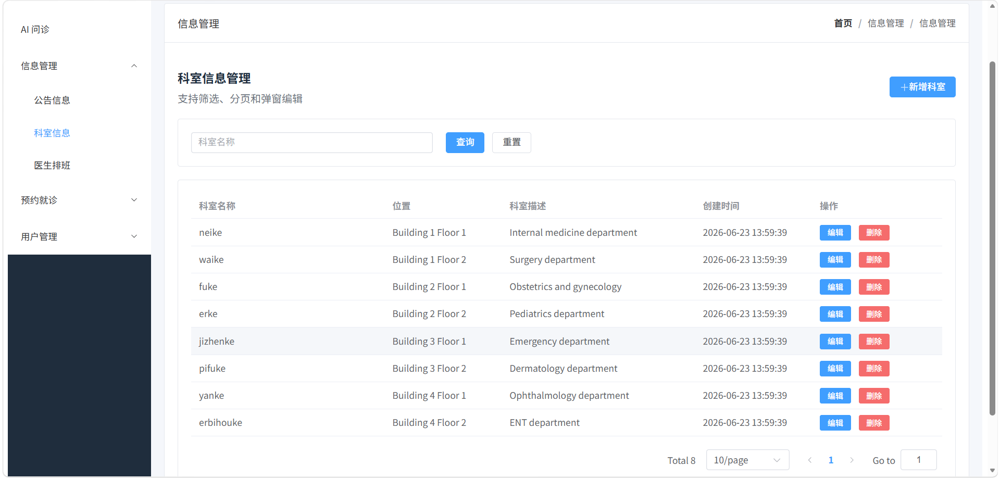 AI 问诊
信息管理
公告信息
科室信息
医生排班
预约就诊
用户管理
信息管理
首页 / 信息管理 / 信息管理
科室信息管理
支持筛选、分页和弹窗编辑
+新增科室
科室名称 查询 重置
科室名称 位置 科室描述 创建时间 操作
neike Building 1 Floor 1 Internal medicine department 2026-06-23 13:59:39 编辑 删除
waike Building 1 Floor 2 Surgery department 2026-06-23 13:59:39 编辑 删除
fuke Building 2 Floor 1 Obstetrics and gynecology 2026-06-23 13:59:39 编辑 删除
erke Building 2 Floor 2 Pediatrics department 2026-06-23 13:59:39 编辑 删除
jizhenke Building 3 Floor 1 Emergency department 2026-06-23 13:59:39 编辑 删除
pifuke Building 3 Floor 2 Dermatology department 2026-06-23 13:59:39 编辑 删除
yanke Building 4 Floor 1 Ophthalmology department 2026-06-23 13:59:39 编辑 删除
erbihouke Building 4 Floor 2 ENT department 2026-06-23 13:59:39 编辑 删除
Total 8 10/page 1 Go to 1